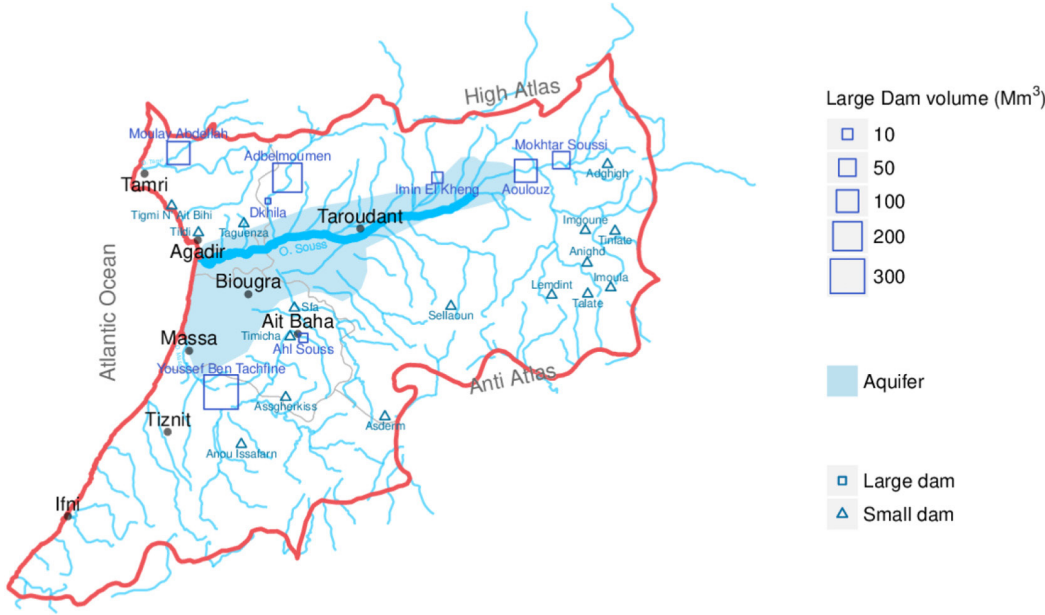 High Atlas
Large Dam volume (Mm³)
Moulay Abdellah
10
Adbelmoumen
Mokhtar Soussi
50
Adghigh
Tamri
Imin El Kheng
Aoulouz
100
Dkhila
Tigmi N Ait Bihi
Taroudant
200
Imgoune
Taguenza
Tildi
Tinfate
Agadir
O. Souss
Anighd
300
Biougra
Imoula
Lemdint
Talate
Sfa
Sellaoun
Atlantic Ocean
Ait Baha
Massa
Timicha
Ahl Souss
Youssef Ben Tachfine
Anti Atlas
Aquifer
Assgherkiss
Asderm
Tiznit
Anou Issafarn
Large dam
Ifni
Small dam